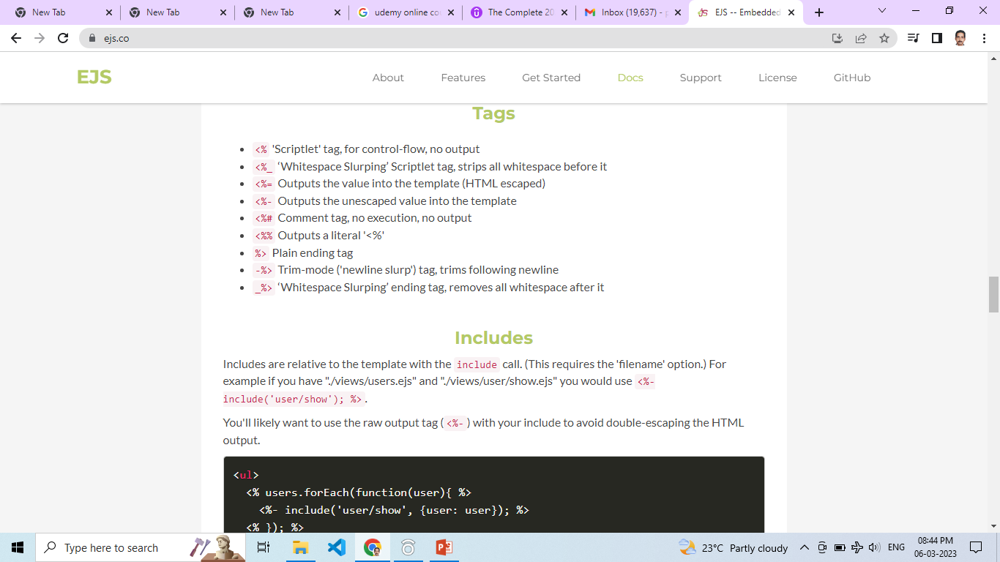 New Tab
New Tab
New Tab
udemy online co
The Complete 20
Inbox (19,637) - p
EJS -- Embedded
ejs.co
EJS
About
Features
Get Started
Docs
Support
License
GitHub
Tags
<% 'Scriptlet' tag, for control-flow, no output
<%_ ‘Whitespace Slurping’ Scriptlet tag, strips all whitespace before it
<%= Outputs the value into the template (HTML escaped)
<%- Outputs the unescaped value into the template
<%# Comment tag, no execution, no output
<%% Outputs a literal '<%'
%> Plain ending tag
-%> Trim-mode ('newline slurp') tag, trims following newline
_%> ‘Whitespace Slurping’ ending tag, removes all whitespace after it
Includes
Includes are relative to the template with the include call. (This requires the 'filename' option.) For
example if you have "./views/users.ejs" and "./views/user/show.ejs" you would use <%-
include('user/show'); %>.
You'll likely want to use the raw output tag (<%-) with your include to avoid double-escaping the HTML
output.
<ul>
<% users.forEach(function(user){ %>
<%- include('user/show', {user: user}); %>
<% }); %>
Type here to search
23°C Partly cloudy
ENG
08:44 PM
06-03-2023